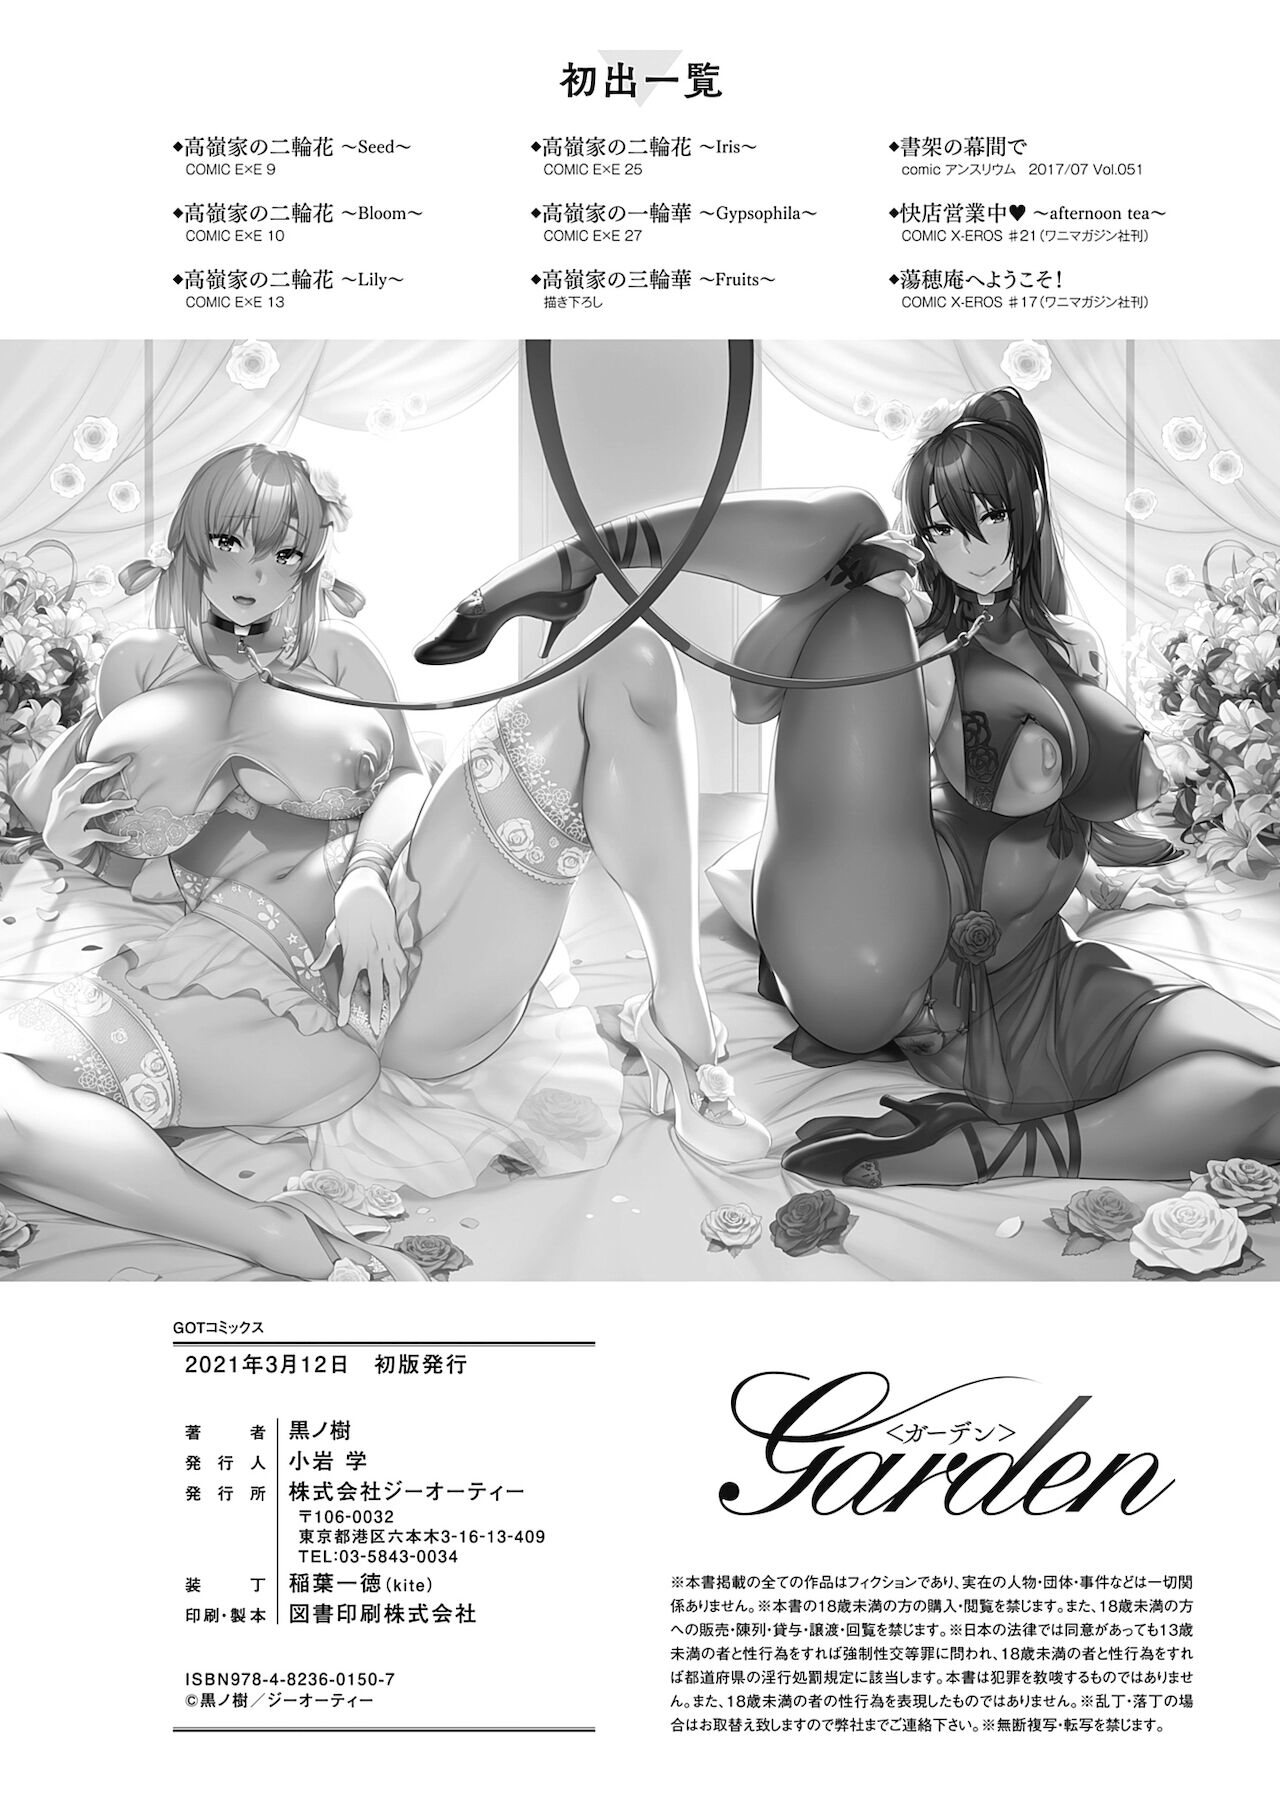 初出一覧
◆高嶺家の二輪花 ～Seed～
COMIC E×E 9
◆高嶺家の二輪花 ～Bloom～
COMIC E×E 10
◆高嶺家の二輪花 ～Lily～
COMIC E×E 13
◆高嶺家の二輪花 ～Iris～
COMIC E×E 25
◆高嶺家の一輪華 ～Gypsophila～
COMIC E×E 27
◆高嶺家の三輪華 ～Fruits～
描き下ろし
◆書架の幕間で
comic アンスリウム 2017/07 Vol.051
◆快店営業中♥ ～afternoon tea～
COMIC X-EROS ♯21（ワニマガジン社刊）
◆蕩穂庵へようこそ！
COMIC X-EROS ♯17（ワニマガジン社刊）
GOTコミックス
2021年3月12日 初版発行
著者 黒ノ樹
発行人 小岩 学
発行所 株式会社ジーオーティー
〒106-0032
東京都港区六本木3-16-13-409
TEL:03-5843-0034
装丁 稲葉一徳（kite）
印刷・製本 図書印刷株式会社
ISBN978-4-8236-0150-7
©黒ノ樹／ジーオーティー
＜ガーデン＞
Garden
※本書掲載の全ての作品はフィクションであり、実在の人物・団体・事件などは一切関
係ありません。※本書の18歳未満の方の購入・閲覧を禁じます。また、18歳未満の方
への販売・陳列・貸与・譲渡・回覧を禁じます。※日本の法律では同意があっても13歳
未満の者と性行為をすれば強制性交等罪に問われ、18歳未満の者と性行為をすれ
ば都道府県の淫行処罰規定に該当します。本書は犯罪を教唆するものではありませ
ん。また、18歳未満の者の性行為を表現したものではありません。※乱丁・落丁の場
合はお取替え致しますので弊社までご連絡下さい。※無断複写・転写を禁じます。